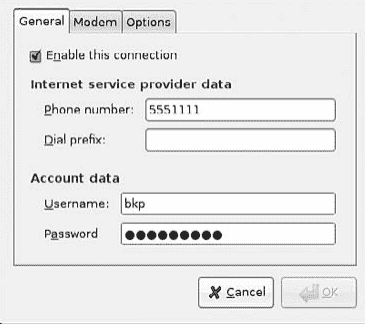 General Modem Options
Enable this connection
Internet service provider data
Phone number: 5551111
Dial prefix:
Account data
Username: bkp
Password ●●●●●●●●●
Cancel OK